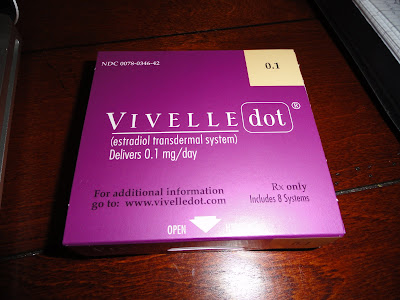 NDC 0078-0346-42
0.1
VIVELLE dot®
(estradiol transdermal system)
Delivers 0.1 mg/day
For additional information
go to: www.vivelledot.com
Rx only
Includes 8 Systems
OPEN